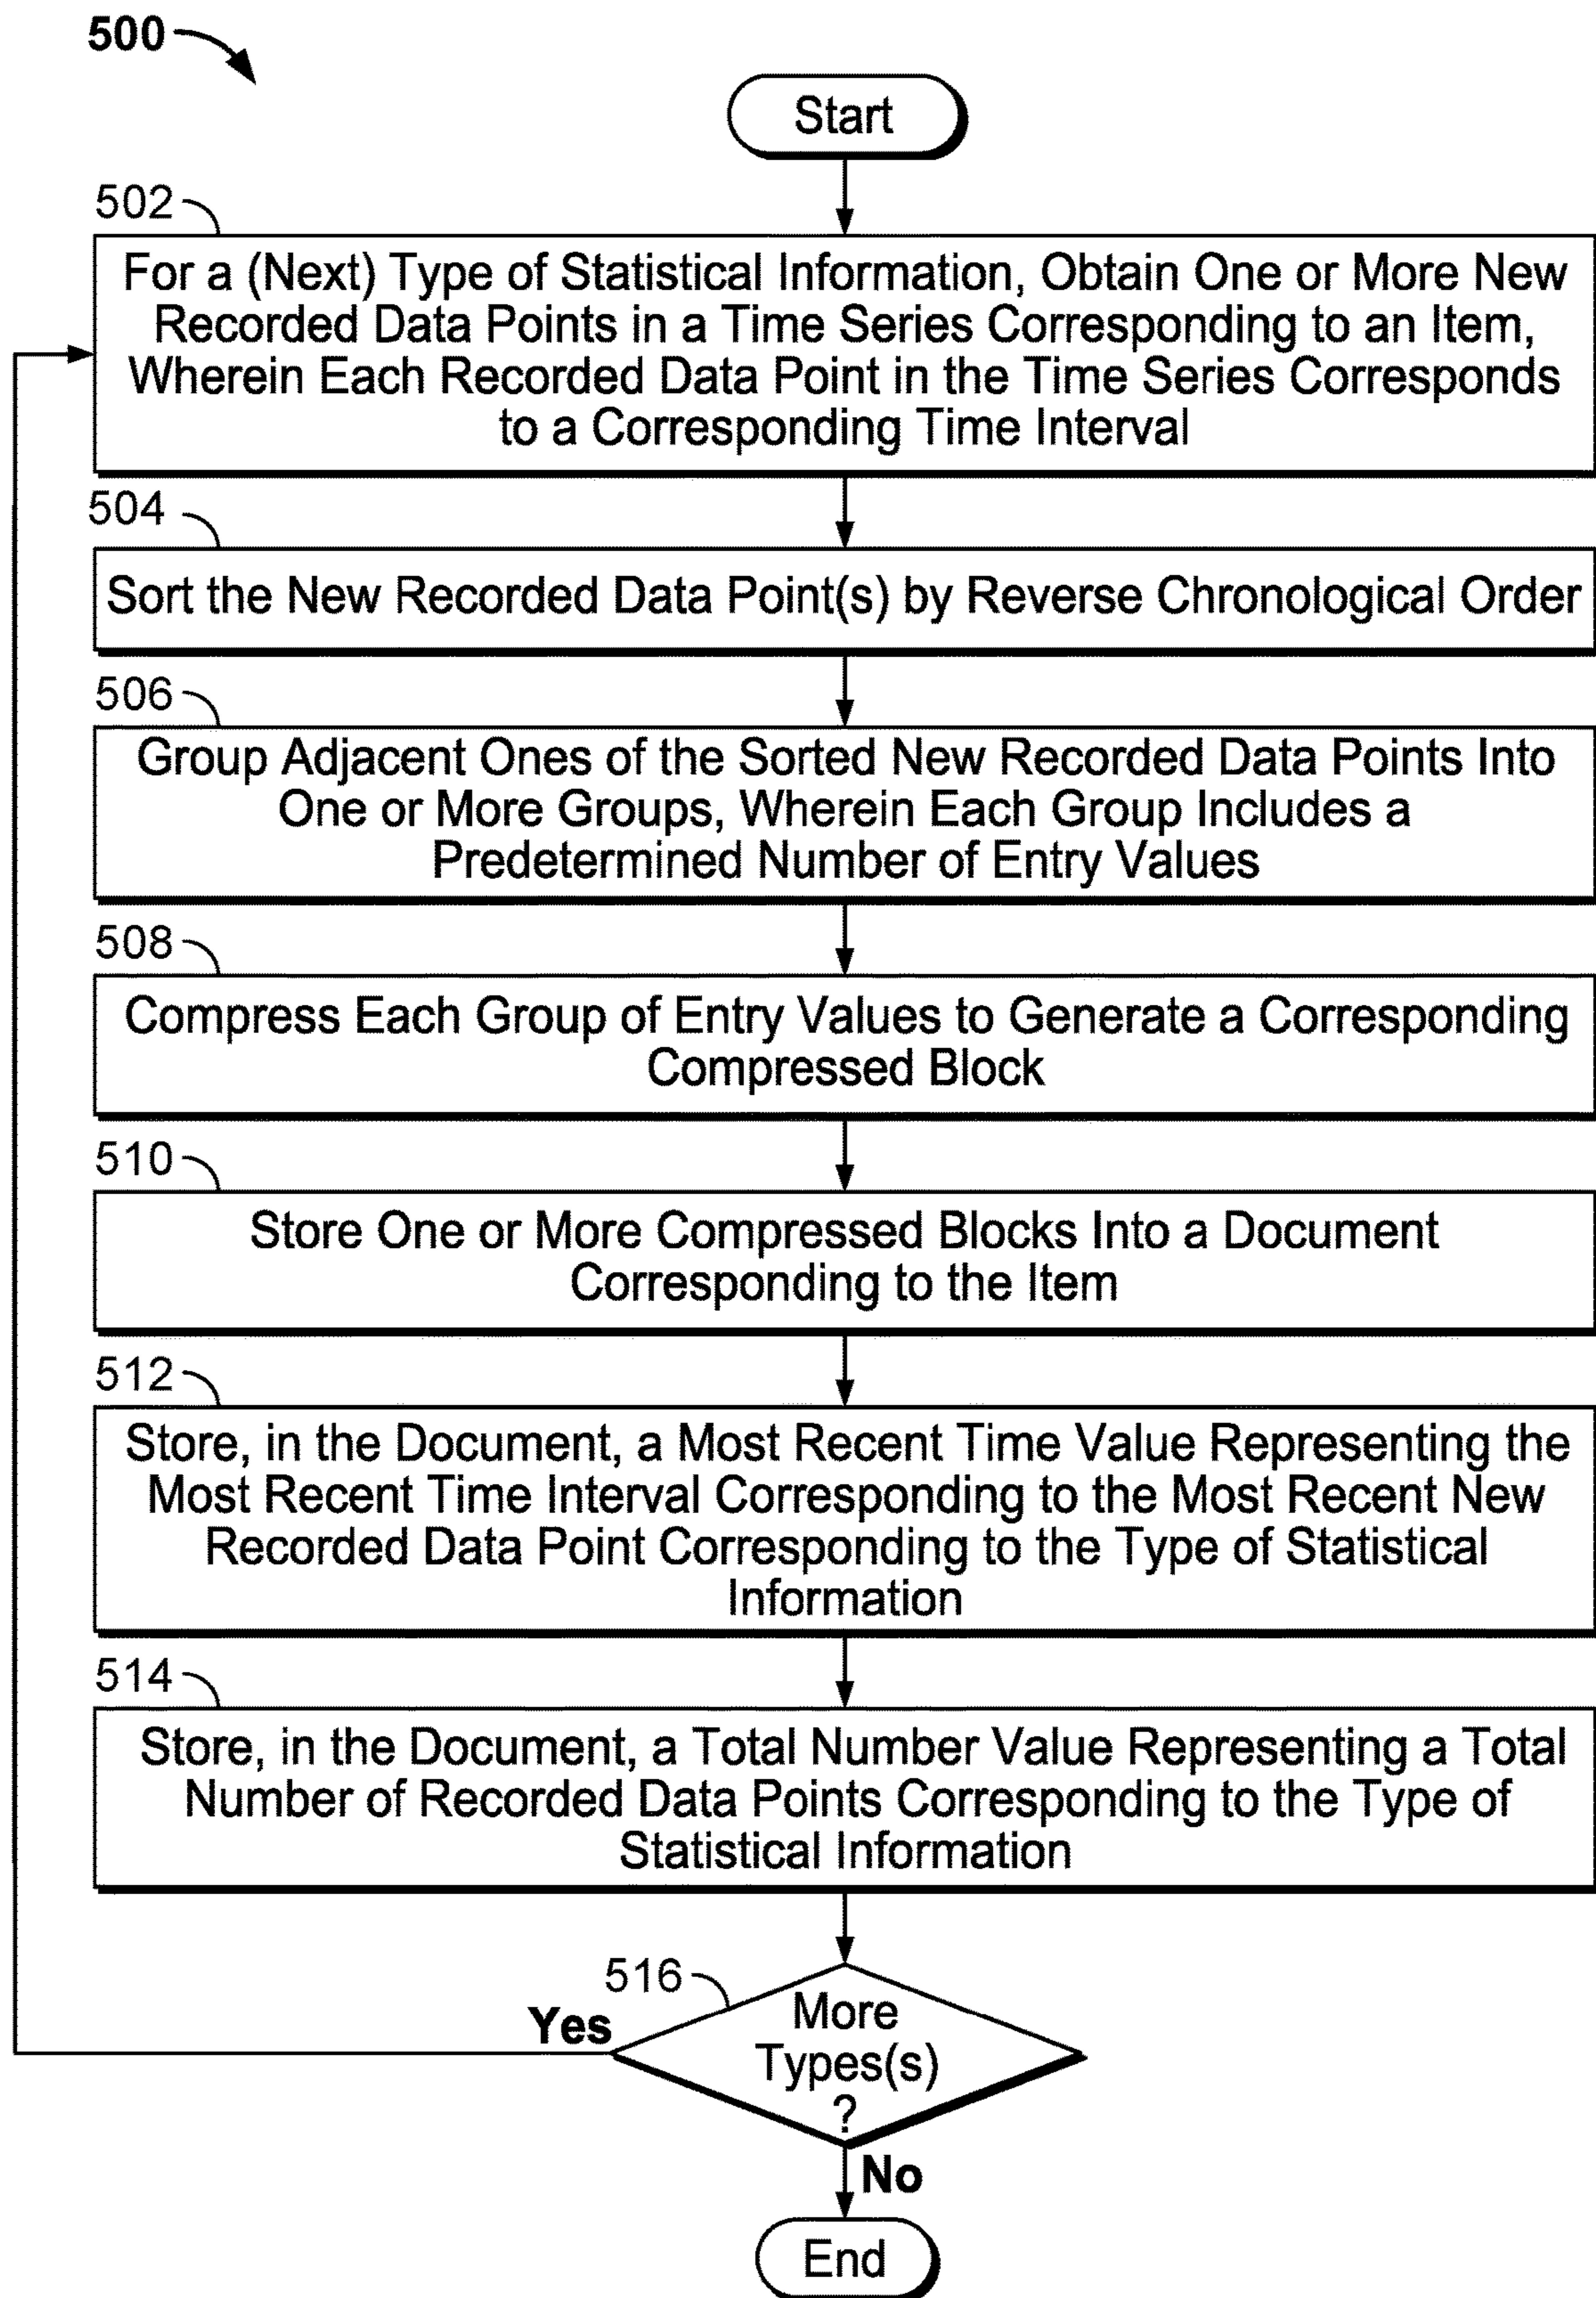 500
Start
502
For a (Next) Type of Statistical Information, Obtain One or More New
Recorded Data Points in a Time Series Corresponding to an Item,
Wherein Each Recorded Data Point in the Time Series Corresponds
to a Corresponding Time Interval
504
Sort the New Recorded Data Point(s) by Reverse Chronological Order
506
Group Adjacent Ones of the Sorted New Recorded Data Points Into
One or More Groups, Wherein Each Group Includes a
Predetermined Number of Entry Values
508
Compress Each Group of Entry Values to Generate a Corresponding
Compressed Block
510
Store One or More Compressed Blocks Into a Document
Corresponding to the Item
512
Store, in the Document, a Most Recent Time Value Representing the
Most Recent Time Interval Corresponding to the Most Recent New
Recorded Data Point Corresponding to the Type of Statistical
Information
514
Store, in the Document, a Total Number Value Representing a Total
Number of Recorded Data Points Corresponding to the Type of
Statistical Information
516
More
Types(s)
?
Yes
No
End